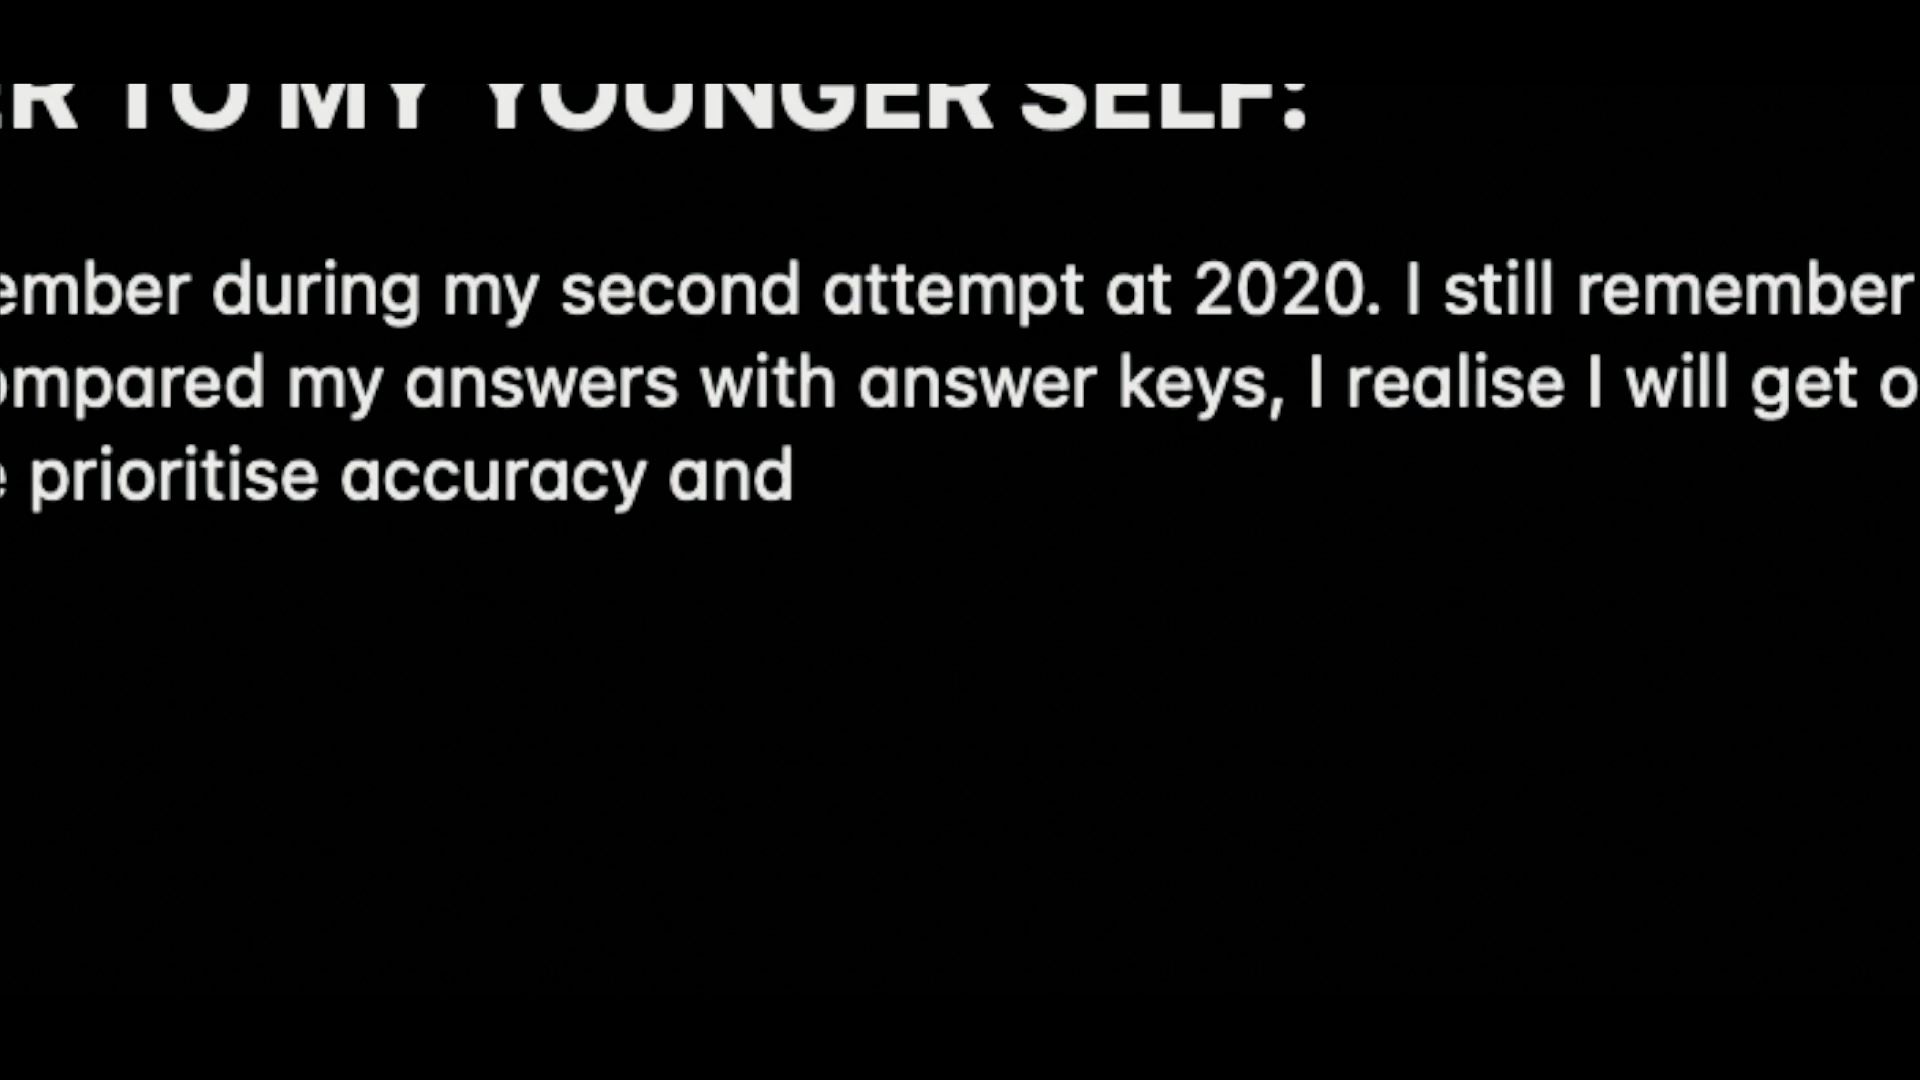 ER TO MY YOUNGER SELF:
ember during my second attempt at 2020. I still remember
ompared my answers with answer keys, I realise I will get o
e prioritise accuracy and